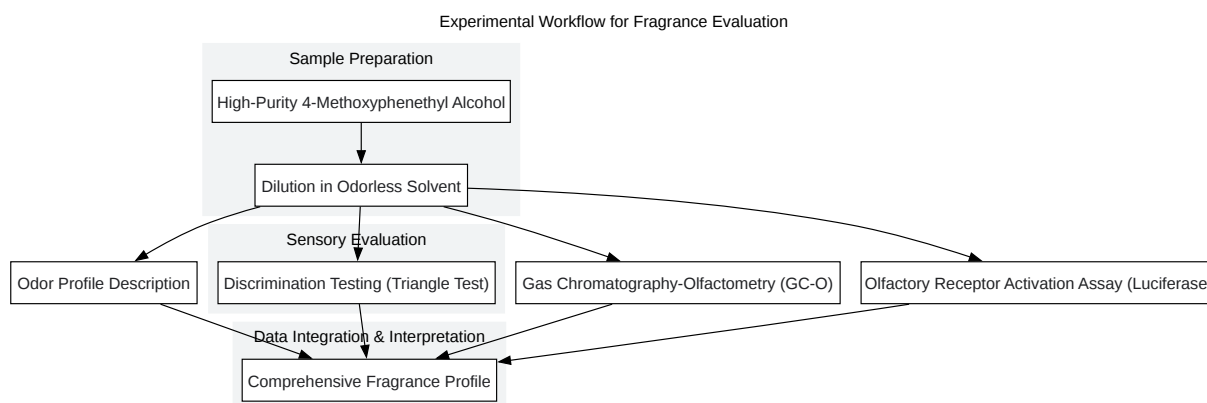 Experimental Workflow for Fragrance Evaluation
Sample Preparation
High-Purity 4-Methoxyphenethyl Alcohol
Dilution in Odorless Solvent
Sensory Evaluation
Odor Profile Description
Discrimination Testing (Triangle Test)
Gas Chromatography-Olfactometry (GC-O)
Olfactory Receptor Activation Assay (Luciferase
Data Integration & Interpretation
Comprehensive Fragrance Profile